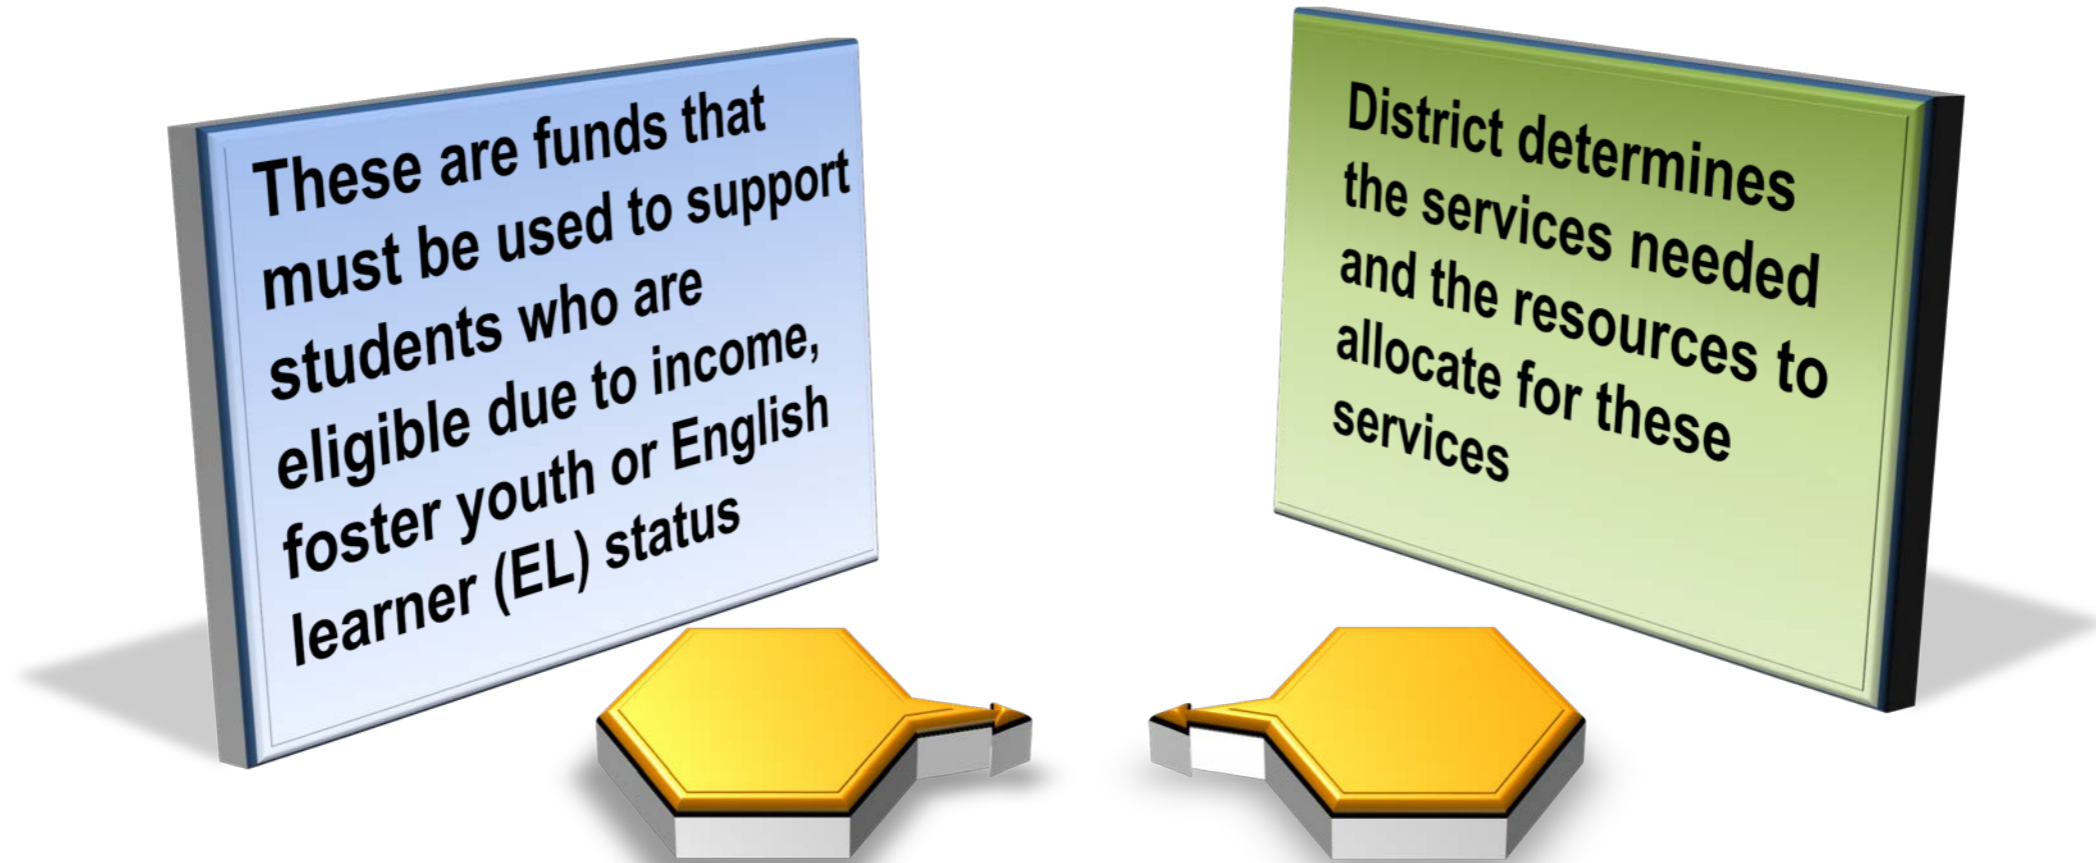 These are funds that
must be used to support
students who are
eligible due to income,
foster youth or English
learner (EL) status
District determines
the services needed
and the resources to
allocate for these
services